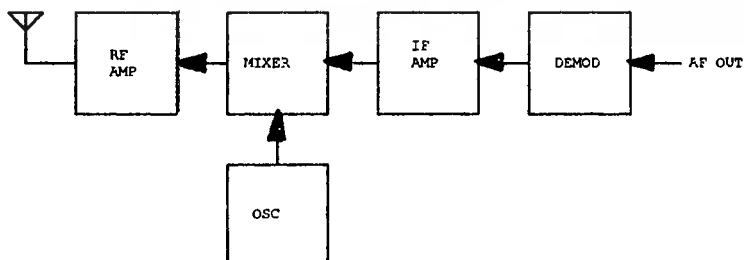 RF
AMP
MIXER
IF
AMP
DEMOD
AF OUT
OSC